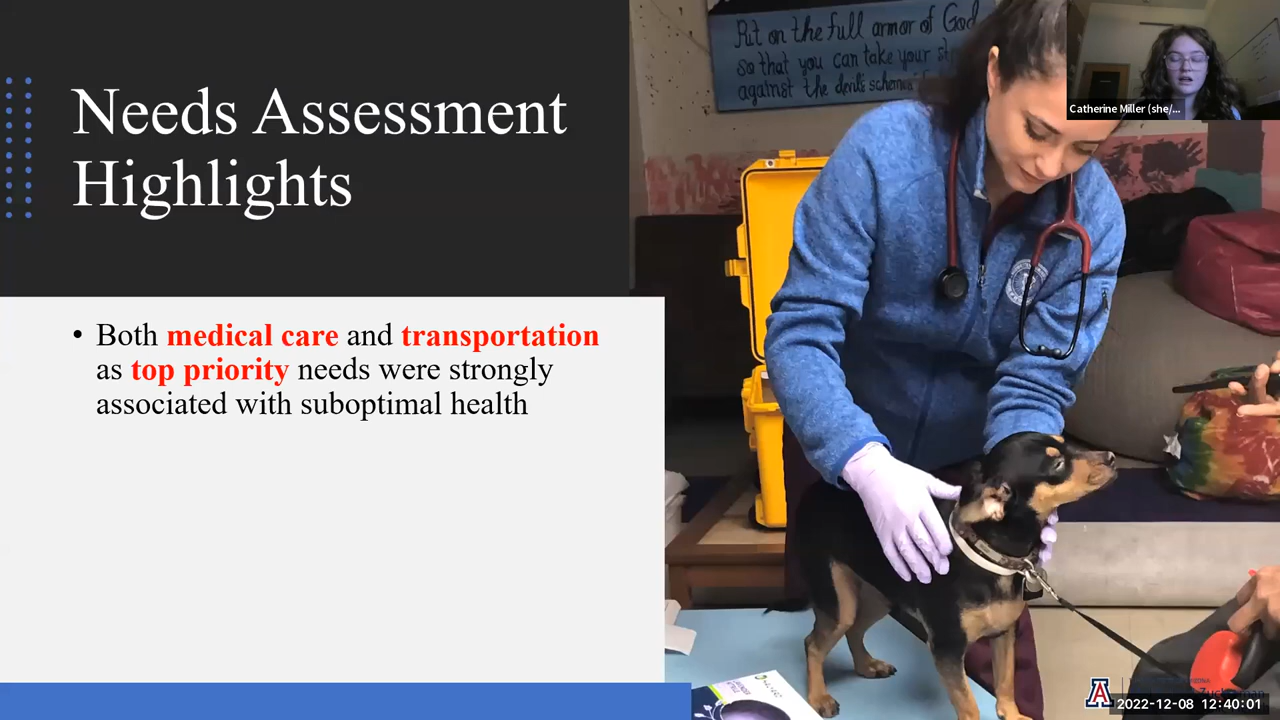 Needs Assessment
Highlights
• Both medical care and transportation
as top priority needs were strongly
associated with suboptimal health
Put on the full armor of God
so that you can take your
against the devil's schemes
Catherine Miller (she/...
A
2022-12-08 12:40:01